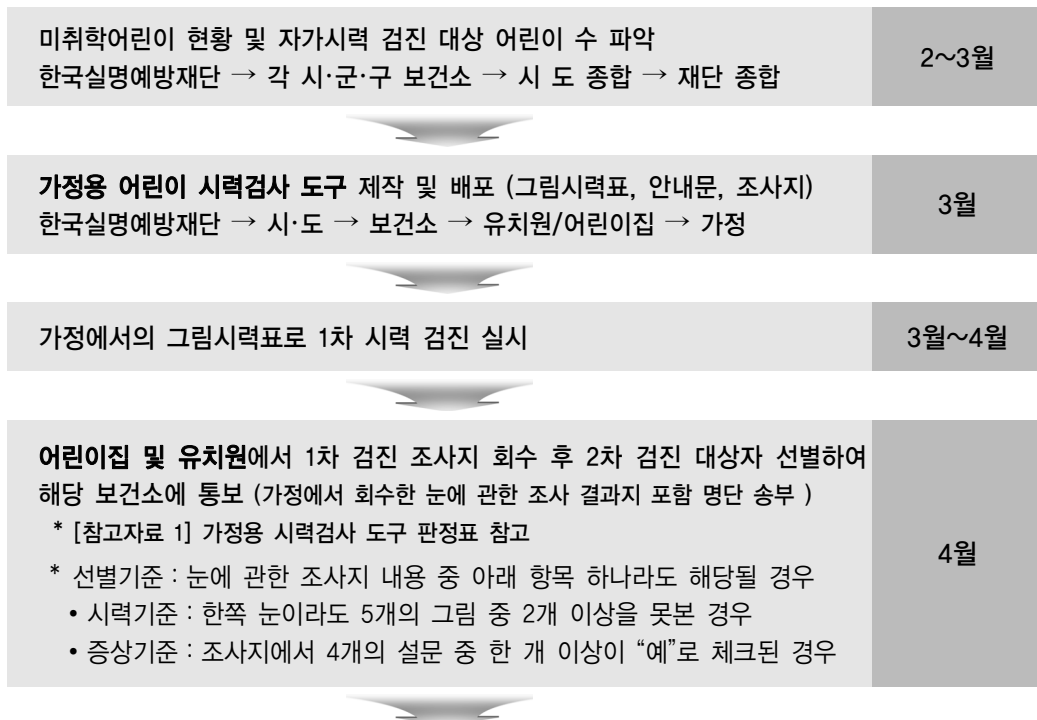 미취학어린이 현황 및 자가시력 검진 대상 어린이 수 파악
한국실명예방재단 → 각 시·군·구 보건소 → 시 도 종합 → 재단 종합
2~3월
가정용 어린이 시력검사 도구 제작 및 배포 (그림시력표, 안내문, 조사지)
한국실명예방재단 → 시·도 → 보건소 → 유치원/어린이집 → 가정
3월
가정에서의 그림시력표로 1차 시력 검진 실시
3월~4월
어린이집 및 유치원에서 1차 검진 조사지 회수 후 2차 검진 대상자 선별하여
해당 보건소에 통보 (가정에서 회수한 눈에 관한 조사 결과지 포함 명단 송부 )
* [참고자료 1] 가정용 시력검사 도구 판정표 참고
* 선별기준 : 눈에 관한 조사지 내용 중 아래 항목 하나라도 해당될 경우
• 시력기준 : 한쪽 눈이라도 5개의 그림 중 2개 이상을 못본 경우
• 증상기준 : 조사지에서 4개의 설문 중 한 개 이상이 “예”로 체크된 경우
4월